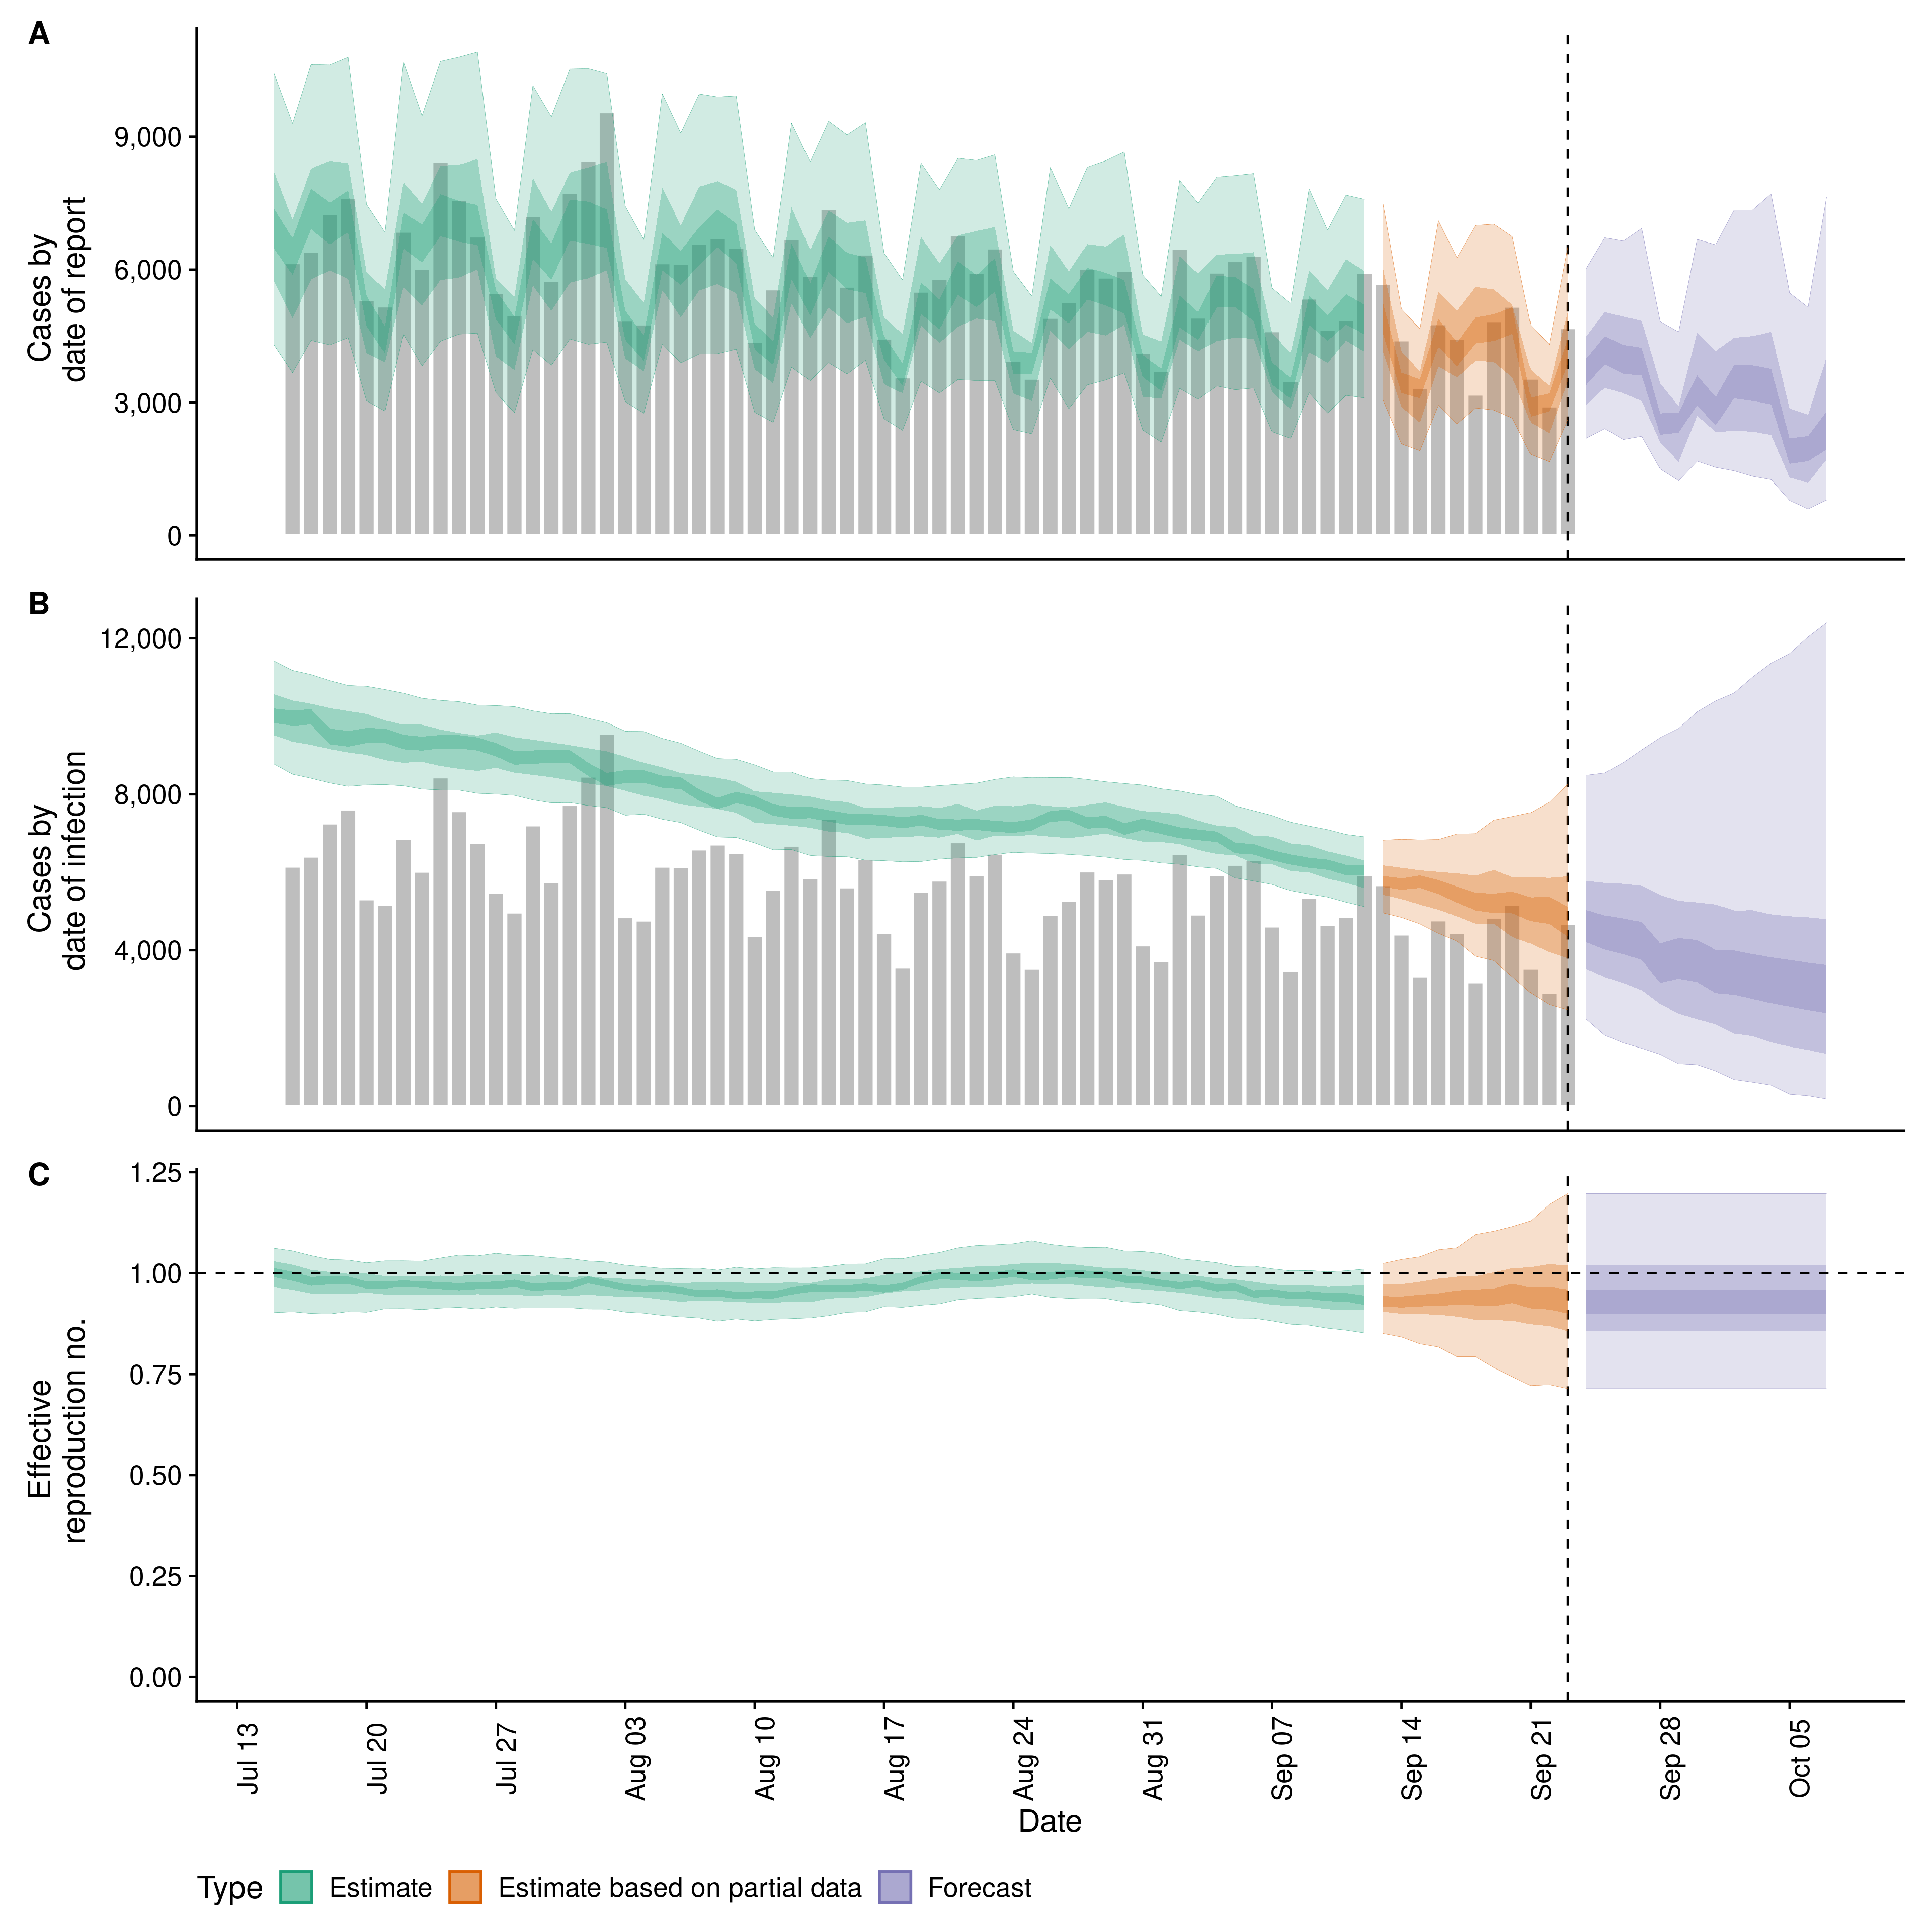 A
9,000
6,000
3,000
0
Cases by
date of report
B
12,000
8,000
4,000
0
Cases by
date of infection
C
1.25
1.00
0.75
0.50
0.25
0.00
Effective
reproduction no.
Jul 13
Jul 20
Jul 27
Aug 03
Aug 10
Aug 17
Aug 24
Aug 31
Sep 07
Sep 14
Sep 21
Sep 28
Oct 05
Date
Type Estimate Estimate based on partial data Forecast